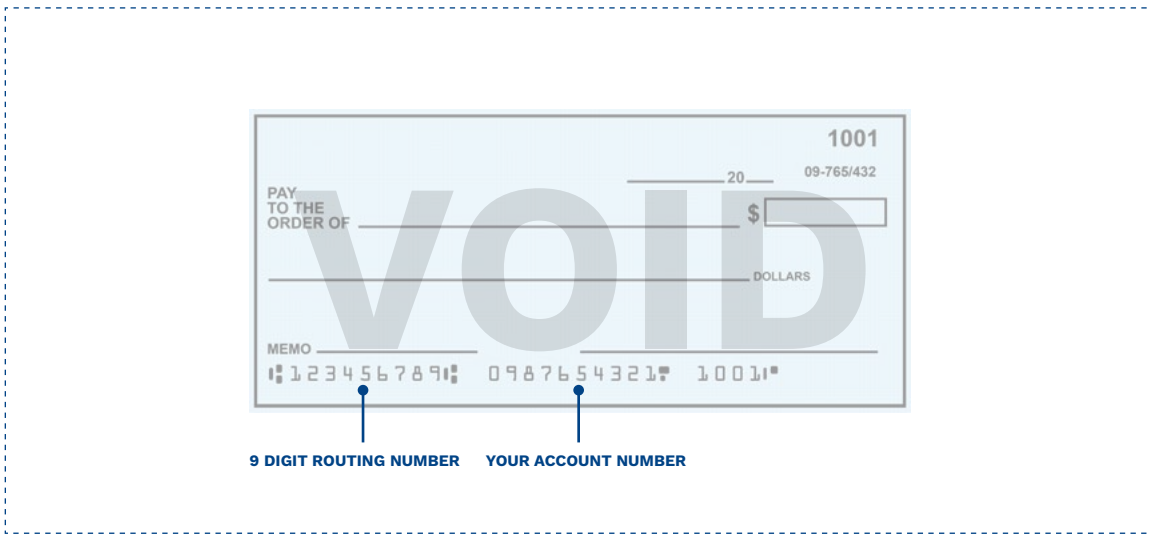 1001
20 09-765/432
PAY
TO THE
ORDER OF $
VOID
DOLLARS
MEMO
⑆123456789⑆ 0987654321⑈ 1001⑈
9 DIGIT ROUTING NUMBER YOUR ACCOUNT NUMBER